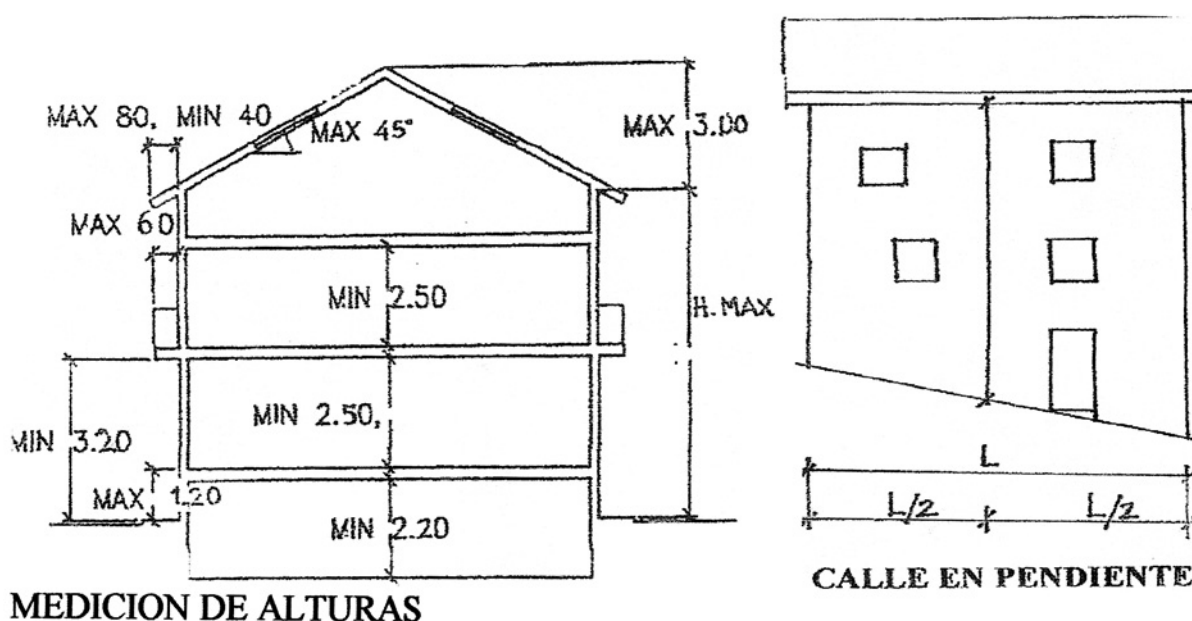 MAX 80, MIN 40
MAX 45°
MAX 3.00
MAX 60
MIN 2.50
H.MAX
MIN 2.50,
MIN 3.20
MAX 1.20
MIN 2.20
MEDICION DE ALTURAS
L
L/2
L/2
CALLE EN PENDIENTE